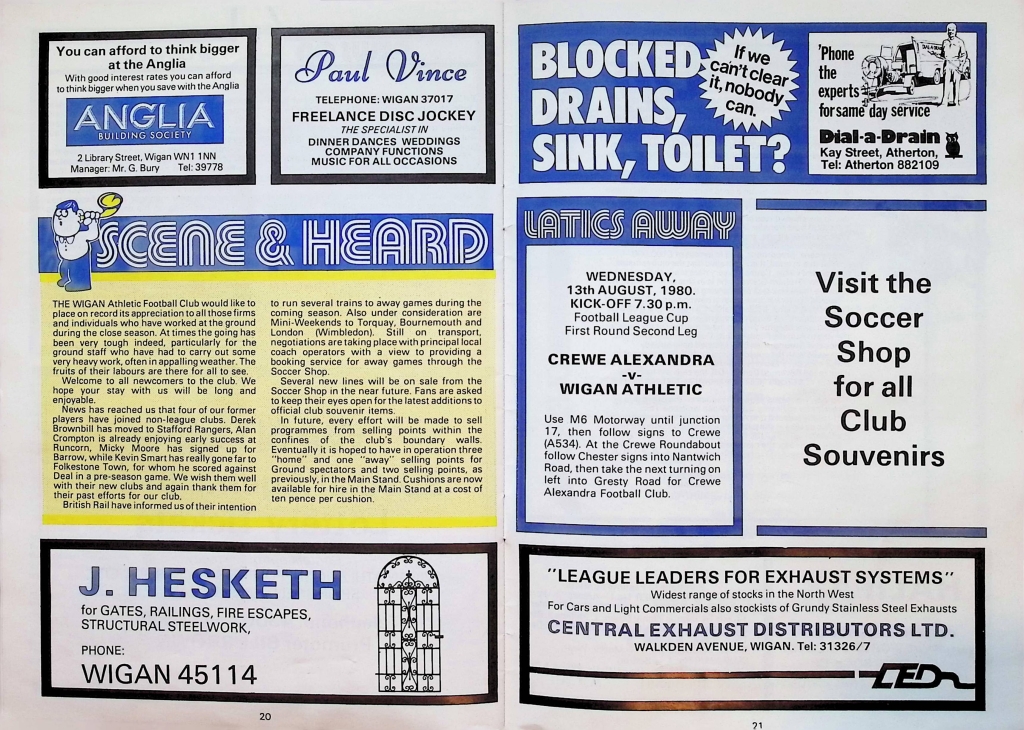 You can afford to think bigger
at the Anglia
With good interest rates you can afford
to think bigger when you save with the Anglia
ANGLIA
BUILDING SOCIETY
2 Library Street, Wigan WN1 1NN
Manager: Mr. G. Bury Tel: 39778
Paul Vince
TELEPHONE: WIGAN 37017
FREELANCE DISC JOCKEY
THE SPECIALIST IN
DINNER DANCES WEDDINGS
COMPANY FUNCTIONS
MUSIC FOR ALL OCCASIONS
SCENE & HEARD
THE WIGAN Athletic Football Club would like to
place on record its appreciation to all those firms
and individuals who have worked at the ground
during the close season. At times the going has
been very tough indeed, particularly for the
ground staff who have had to carry out some
very heavy work, often in appalling weather. The
fruits of their labours are there for all to see.
Welcome to all newcomers to the club. We
hope your stay with us will be long and
enjoyable.
News has reached us that four of our former
players have joined non-league clubs. Derek
Brownbill has moved to Stafford Rangers, Alan
Crompton is already enjoying early success at
Runcorn, Micky Moore has signed up for
Barrow, while Kevin Smart has really gone far to
Folkestone Town, for whom he scored against
Deal in a pre-season game. We wish them well
with their new clubs and again thank them for
their past efforts for our club.
British Rail have informed us of their intention
to run several trains to away games during the
coming season. Also under consideration are
Mini-Weekends to Torquay, Bournemouth and
London (Wimbledon). Still on transport,
negotiations are taking place with principal local
coach operators with a view to providing a
booking service for away games through the
Soccer Shop.
Several new lines will be on sale from the
Soccer Shop in the near future. Fans are asked
to keep their eyes open for the latest additions to
official club souvenir items.
In future, every effort will be made to sell
programmes from selling points within the
confines of the club's boundary walls.
Eventually it is hoped to have in operation three
"home" and one "away" selling points for
Ground spectators and two selling points, as
previously, in the Main Stand. Cushions are now
available for hire in the Main Stand at a cost of
ten pence per cushion.
J. HESKETH
for GATES, RAILINGS, FIRE ESCAPES,
STRUCTURAL STEELWORK,
PHONE:
WIGAN 45114
20
BLOCKED
DRAINS,
SINK, TOILET?
If we
can't clear
it, nobody
can.
'Phone
the
experts
for same day service
Dial-a-Drain
Kay Street, Atherton,
Tel: Atherton 882109
LATICS AWAY
WEDNESDAY,
13th AUGUST, 1980.
KICK-OFF 7.30 p.m.
Football League Cup
First Round Second Leg
CREWE ALEXANDRA
-v-
WIGAN ATHLETIC
Use M6 Motorway until junction
17, then follow signs to Crewe
(A534). At the Crewe Roundabout
follow Chester signs into Nantwich
Road, then take the next turning on
left into Gresty Road for Crewe
Alexandra Football Club.
Visit the
Soccer
Shop
for all
Club
Souvenirs
"LEAGUE LEADERS FOR EXHAUST SYSTEMS"
Widest range of stocks in the North West
For Cars and Light Commercials also stockists of Grundy Stainless Steel Exhausts
CENTRAL EXHAUST DISTRIBUTORS LTD.
WALKDEN AVENUE, WIGAN. Tel: 31326/7
CED
21